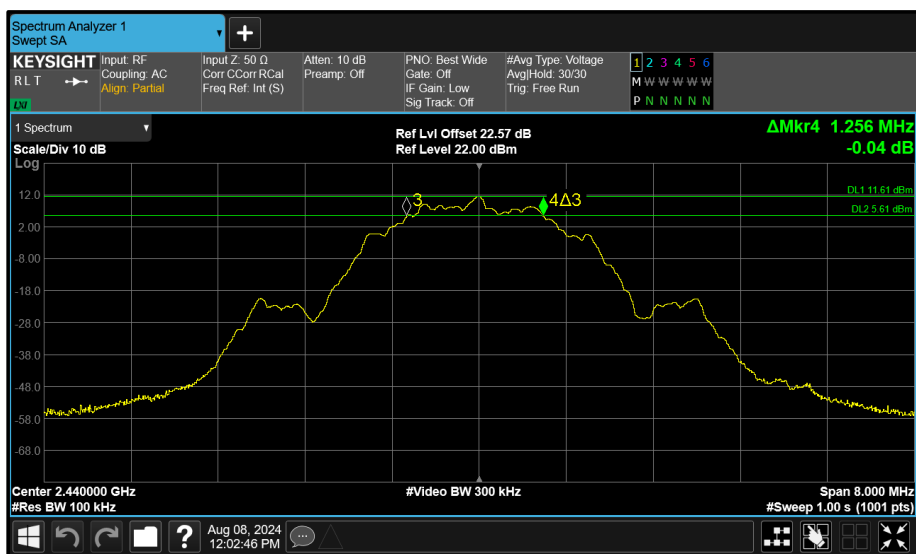 Spectrum Analyzer 1
Swept SA
KEYSIGHT
R L T
LXI
Input: RF
Coupling: AC
Align: Partial
Input Z: 50 Ω
Corr CCorr RCal
Freq Ref: Int (S)
Atten: 10 dB
Preamp: Off
PNO: Best Wide
Gate: Off
IF Gain: Low
Sig Track: Off
#Avg Type: Voltage
Avg|Hold: 30/30
Trig: Free Run
1 2 3 4 5 6
M W W W W W
P N N N N N
1 Spectrum
Scale/Div 10 dB
Ref Lvl Offset 22.57 dB
Ref Level 22.00 dBm
ΔMkr4 1.256 MHz
-0.04 dB
Log
12.0
2.00
-8.00
-18.0
-28.0
-38.0
-48.0
-58.0
-68.0
3
4Δ3
DL1 11.61 dBm
DL2 5.61 dBm
Center 2.440000 GHz
#Res BW 100 kHz
#Video BW 300 kHz
Span 8.000 MHz
#Sweep 1.00 s (1001 pts)
?
Aug 08, 2024
12:02:46 PM